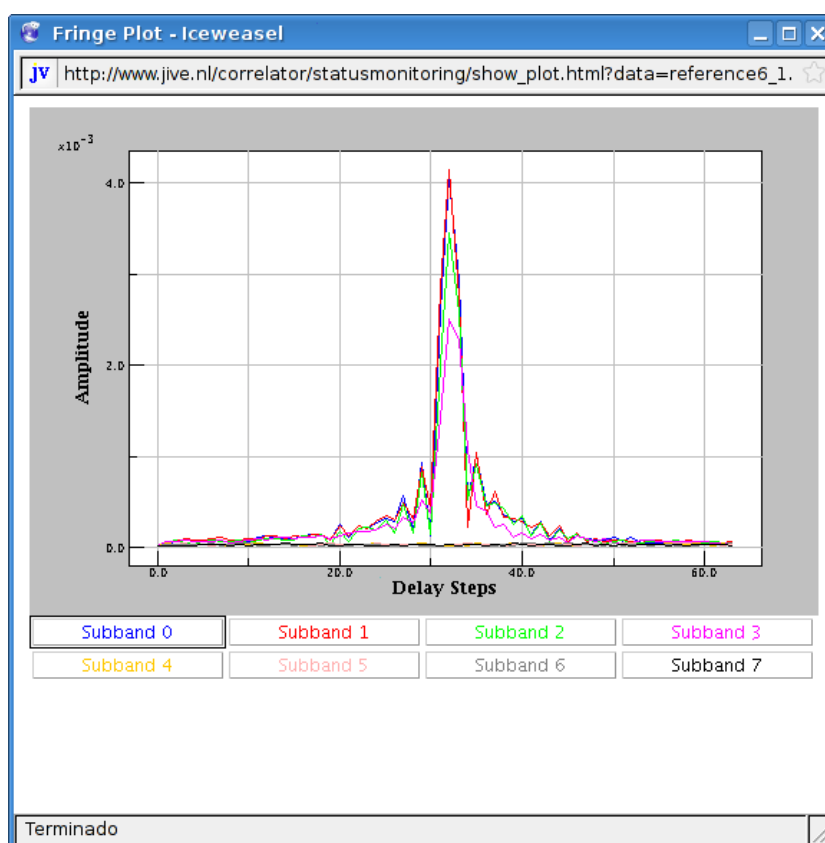 Fringe Plot - Iceweasel
jV http://www.jive.nl/correlator/statusmonitoring/show_plot.html?data=reference6_1.
x10⁻³
4.0
2.0
0.0
Amplitude
0.0 20.0 40.0 60.0
Delay Steps
Subband 0 Subband 1 Subband 2 Subband 3
Subband 4 Subband 5 Subband 6 Subband 7
Terminado